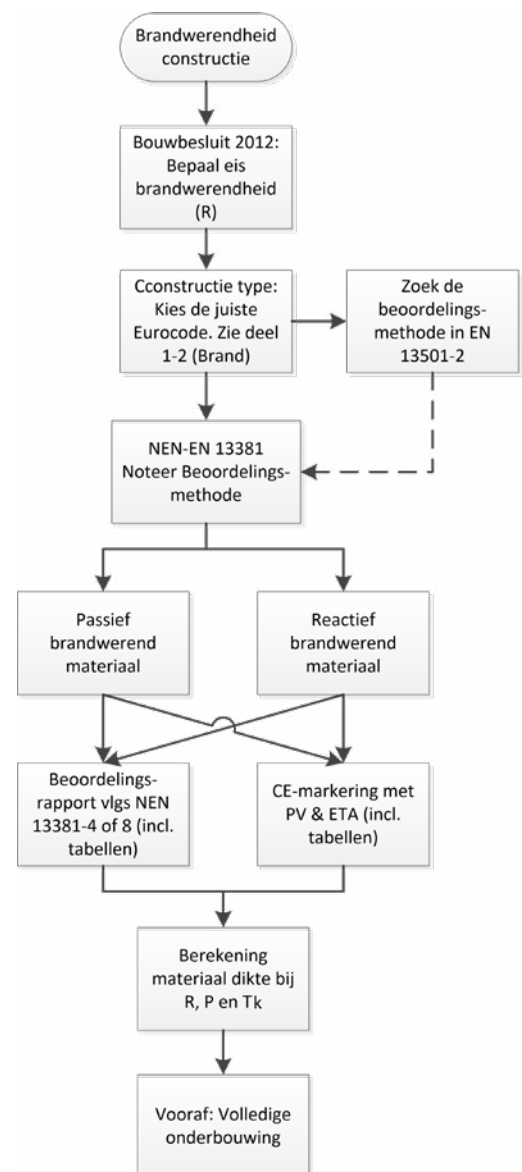 Brandwerendheid
constructie
Bouwbesluit 2012:
Bepaal eis
brandwerendheid
(R)
Cconstructie type:
Kies de juiste
Eurocode. Zie deel
1-2 (Brand)
Zoek de
beoordelings-
methode in EN
13501-2
NEN-EN 13381
Noteer Beoordelings-
methode
Passief
brandwerend
materiaal
Reactief
brandwerend
materiaal
Beoordelings-
rapport vlgs NEN
13381-4 of 8 (incl.
tabellen)
CE-markering met
PV & ETA (incl.
tabellen)
Berekening
materiaal dikte bij
R, P en Tk
Vooraf: Volledige
onderbouwing